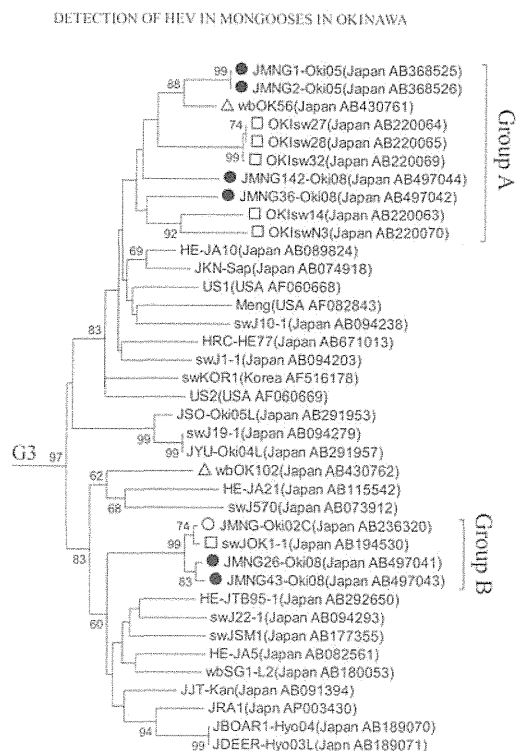 DETECTION OF HEV IN MONGOOSES IN OKINAWA
99
JMNG1-Oki05(Japan AB368525)
88
JMNG2-Oki05(Japan AB368526)
wbOK56(Japan AB430761)
74
OKIsw27(Japan AB220064)
OKIsw28(Japan AB220065)
99
OKIsw32(Japan AB220069)
JMNG142-Oki08(Japan AB497044)
JMNG36-Oki08(Japan AB497042)
OKIsw14(Japan AB220063)
92
OKIswN3(Japan AB220070)
Group A
HE-JA10(Japan AB089824)
69
JKN-Sap(Japan AB074918)
US1(USA AF060668)
Meng(USA AF082843)
swJ10-1(Japan AB094238)
83
HRC-HE77(Japan AB671013)
swJ1-1(Japan AB094203)
swKOR1(Korea AF516178)
US2(USA AF060669)
JSO-Oki05L(Japan AB291953)
99
swJ19-1(Japan AB094279)
99
JYU-Oki04L(Japan AB291957)
G3
97
62
wbOK102(Japan AB430762)
HE-JA21(Japan AB115542)
68
swJ570(Japan AB073912)
83
74
JMNG-Oki02C(Japan AB236320)
99
swJOK1-1(Japan AB194530)
JMNG26-Oki08(Japan AB497041)
83
JMNG43-Oki08(Japan AB497043)
Group B
HE-JTB95-1(Japan AB292650)
60
swJ22-1(Japan AB094293)
swJSM1(Japan AB177355)
HE-JA5(Japan AB082561)
wbSG1-L2(Japan AB180053)
JJT-Kan(Japan AB091394)
JRA1(Japn AP003430)
94
JBOAR1-Hyo04(Japan AB189070)
99
JDEER-Hyo03L(Japan AB189071)